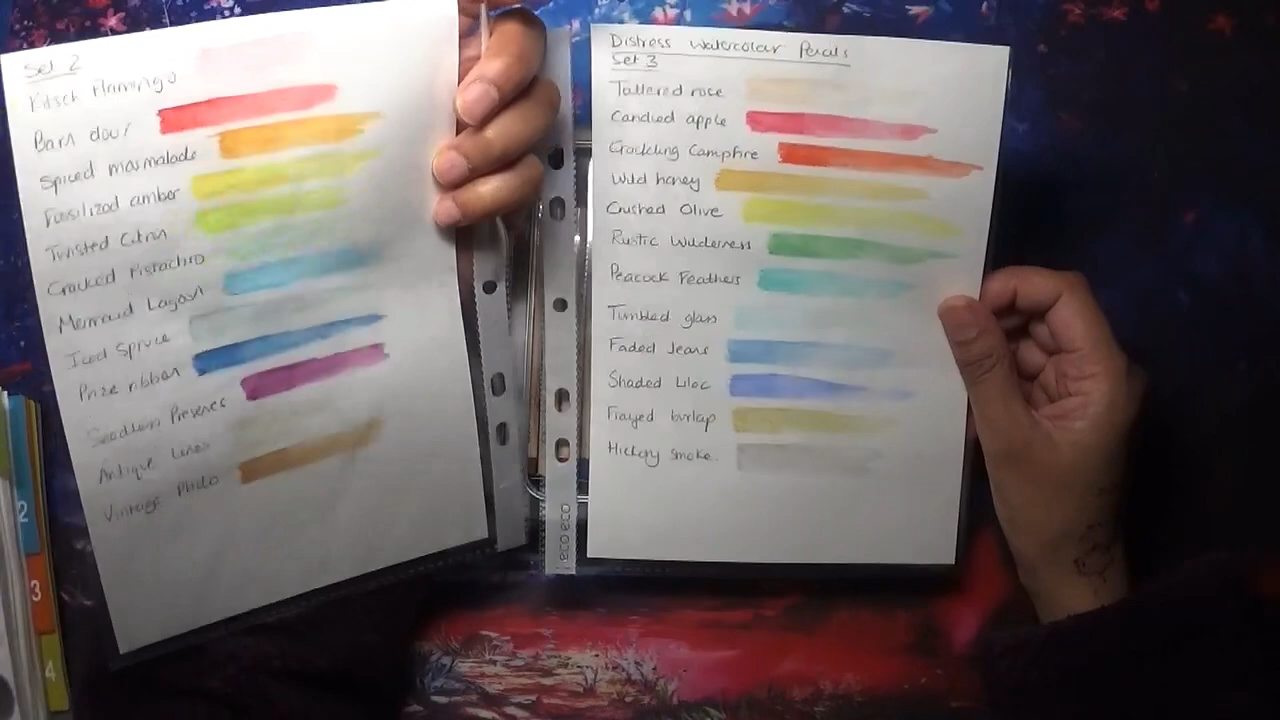 Set 2
Kitsch Flamingo
Barn door
Spiced marmalade
Fossilized amber
Twisted Citron
Cracked Pistachio
Mermaid Lagoon
Iced Spruce
Prize ribbon
Seedless Preserves
Antique Linen
Vintage Photo
Distress Watercolour Pencils
Set 3
Tattered rose
Candied apple
Crackling Campfire
Wild honey
Crushed Olive
Rustic Wilderness
Peacock Feathers
Tumbled glass
Faded Jeans
Shaded Lilac
Frayed burlap
Hickory smoke
eco eco
2
3
4